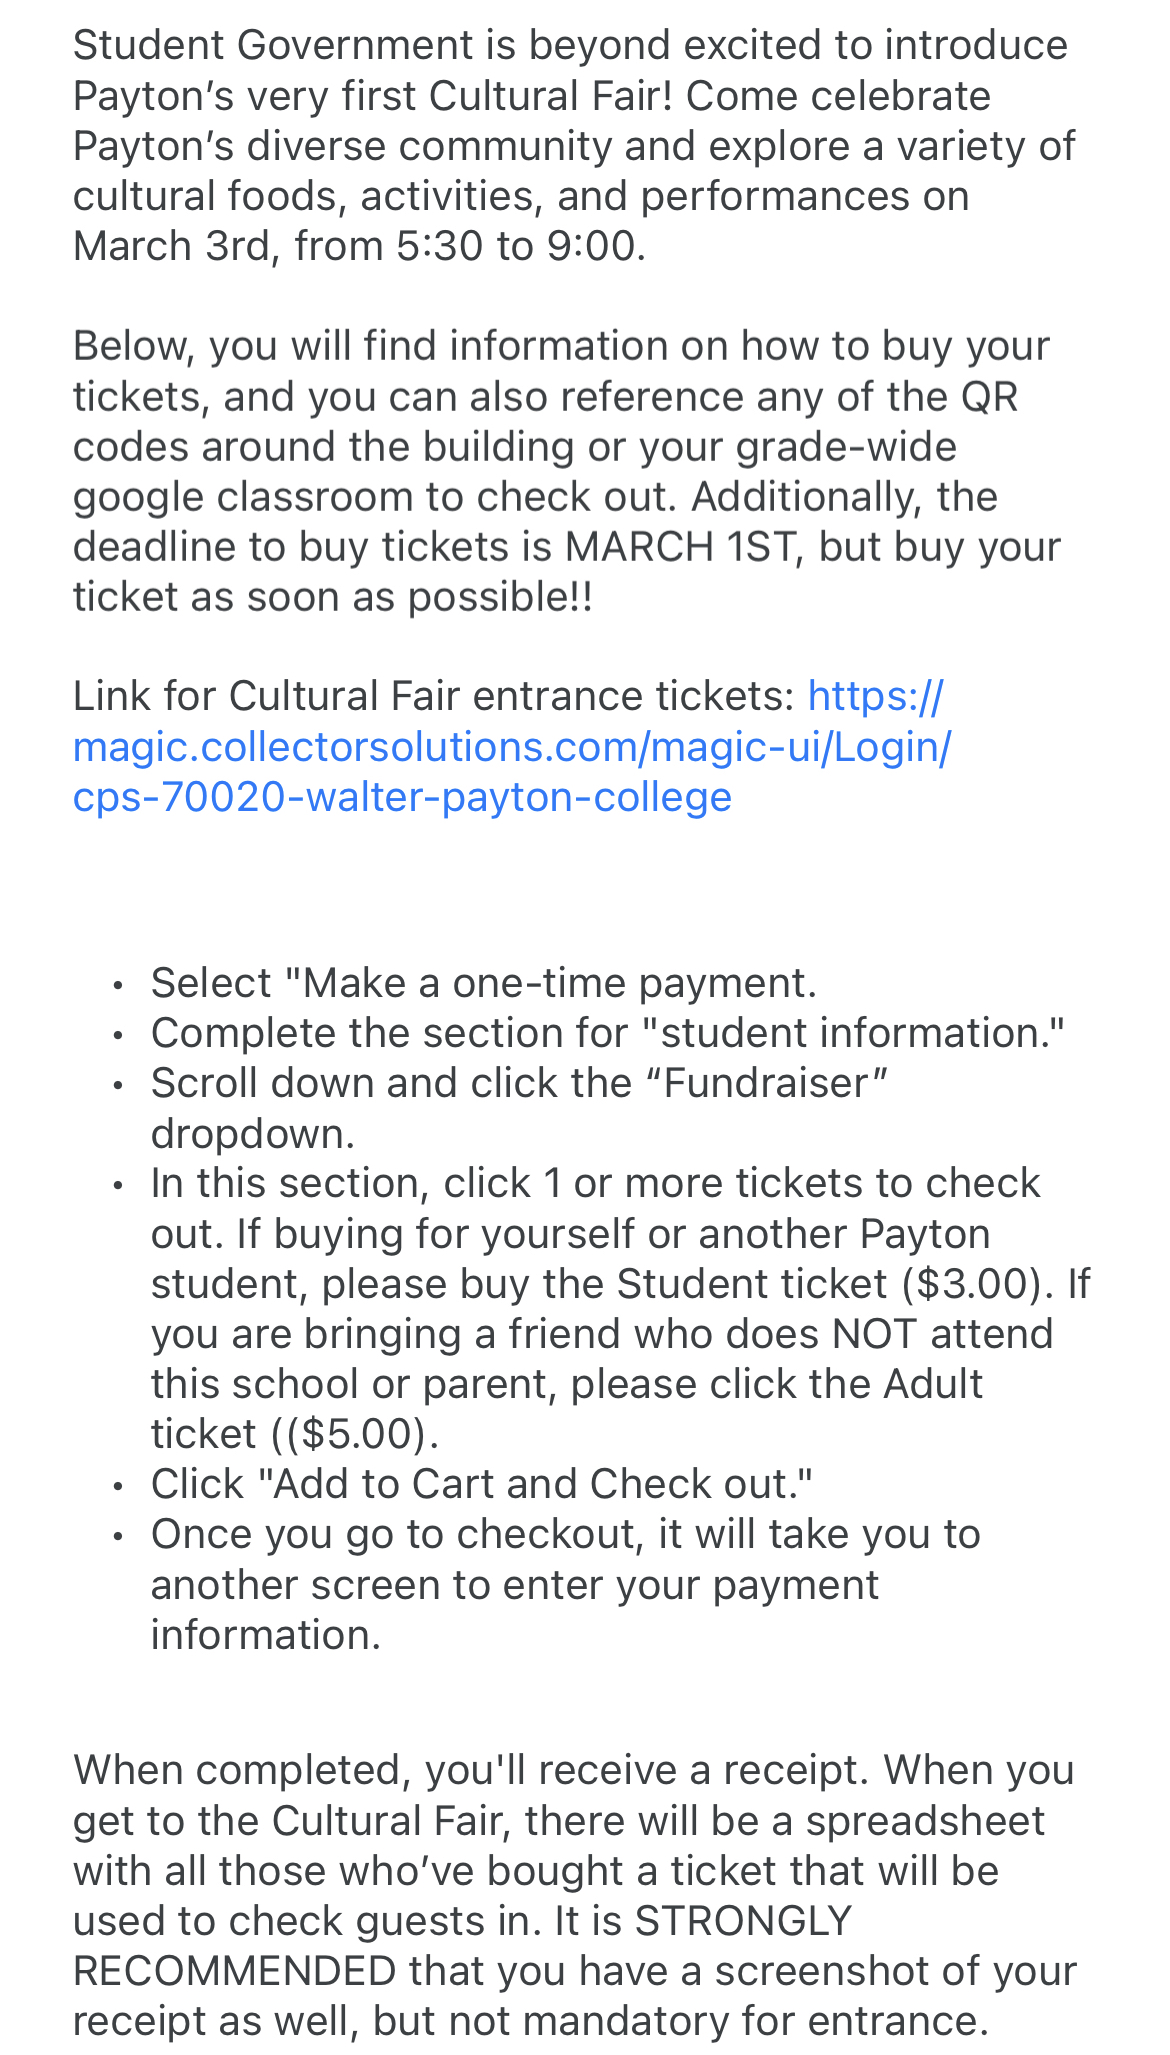 Student Government is beyond excited to introduce
Payton’s very first Cultural Fair! Come celebrate
Payton’s diverse community and explore a variety of
cultural foods, activities, and performances on
March 3rd, from 5:30 to 9:00.
Below, you will find information on how to buy your
tickets, and you can also reference any of the QR
codes around the building or your grade-wide
google classroom to check out. Additionally, the
deadline to buy tickets is MARCH 1ST, but buy your
ticket as soon as possible!!
Link for Cultural Fair entrance tickets: https://
magic.collectorsolutions.com/magic-ui/Login/
cps-70020-walter-payton-college
• Select "Make a one-time payment.
• Complete the section for "student information."
• Scroll down and click the “Fundraiser”
dropdown.
• In this section, click 1 or more tickets to check
out. If buying for yourself or another Payton
student, please buy the Student ticket ($3.00). If
you are bringing a friend who does NOT attend
this school or parent, please click the Adult
ticket (($5.00).
• Click "Add to Cart and Check out."
• Once you go to checkout, it will take you to
another screen to enter your payment
information.
When completed, you'll receive a receipt. When you
get to the Cultural Fair, there will be a spreadsheet
with all those who’ve bought a ticket that will be
used to check guests in. It is STRONGLY
RECOMMENDED that you have a screenshot of your
receipt as well, but not mandatory for entrance.